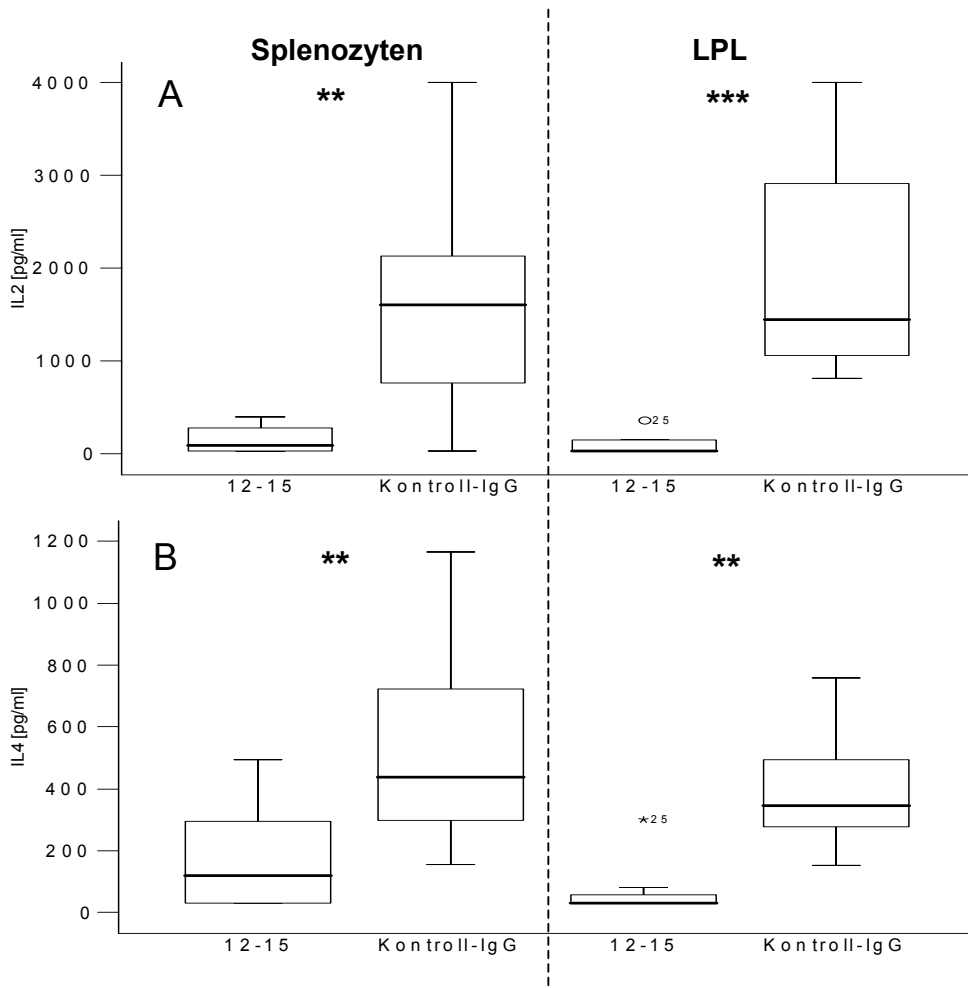 Splenozyten LPL
A ** ***
4000
3000
2000
1000
0
IL2 [pg/ml]
25
12-15 Kontroll-IgG 12-15 Kontroll-IgG
B ** **
1200
1000
800
600
400
200
0
IL4 [pg/ml]
*25
12-15 Kontroll-IgG 12-15 Kontroll-IgG